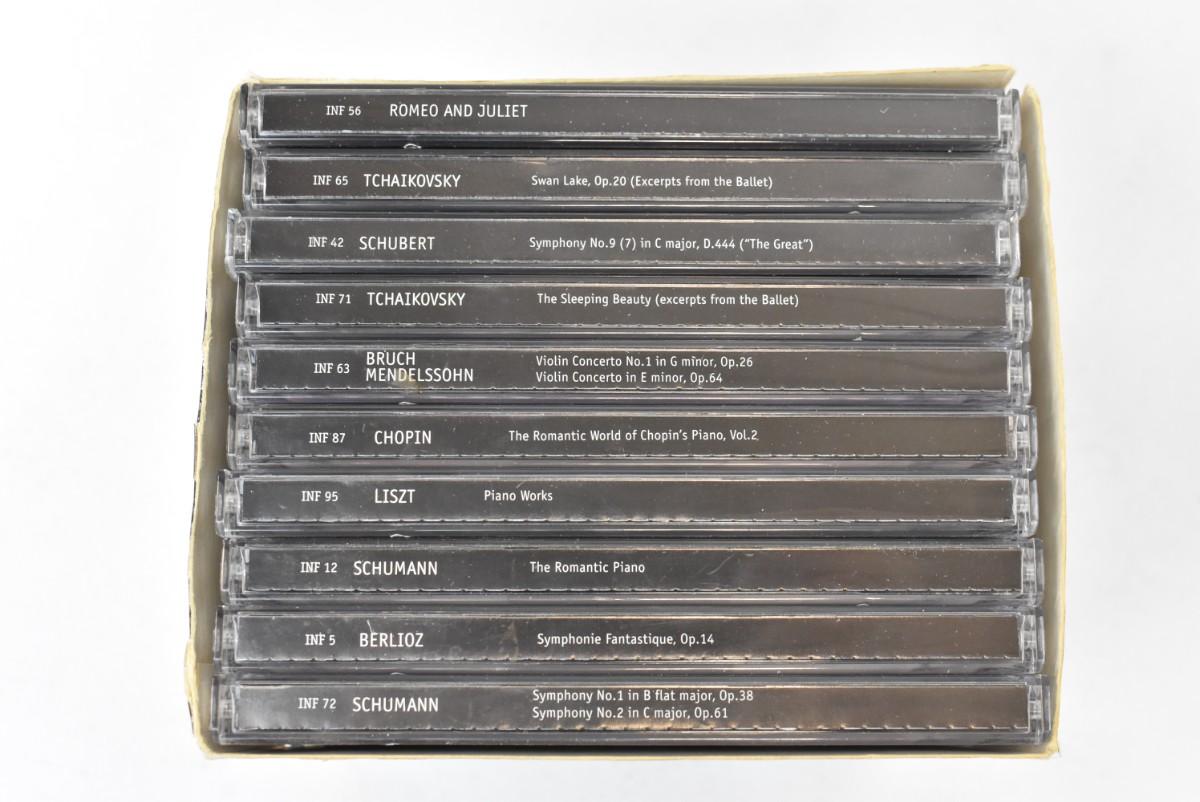 INF 56 ROMEO AND JULIET
INF 65 TCHAIKOVSKY Swan Lake, Op.20 (Excerpts from the Ballet)
INF 42 SCHUBERT Symphony No.9 (7) in C major, D.444 (“The Great”)
INF 71 TCHAIKOVSKY The Sleeping Beauty (excerpts from the Ballet)
INF 63 BRUCH Violin Concerto No.1 in G minor, Op.26
MENDELSSOHN Violin Concerto in E minor, Op.64
INF 87 CHOPIN The Romantic World of Chopin’s Piano, Vol.2
INF 95 LISZT Piano Works
INF 12 SCHUMANN The Romantic Piano
INF 5 BERLIOZ Symphonie Fantastique, Op.14
INF 72 SCHUMANN Symphony No.1 in B flat major, Op.38
Symphony No.2 in C major, Op.61